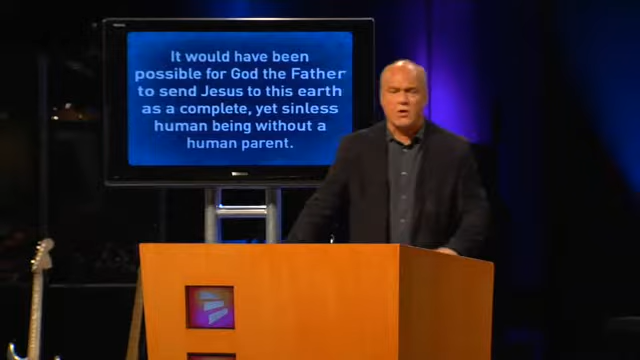 It would have been
possible for God the Father
to send Jesus to this earth
as a complete, yet sinless
human being without a
human parent.